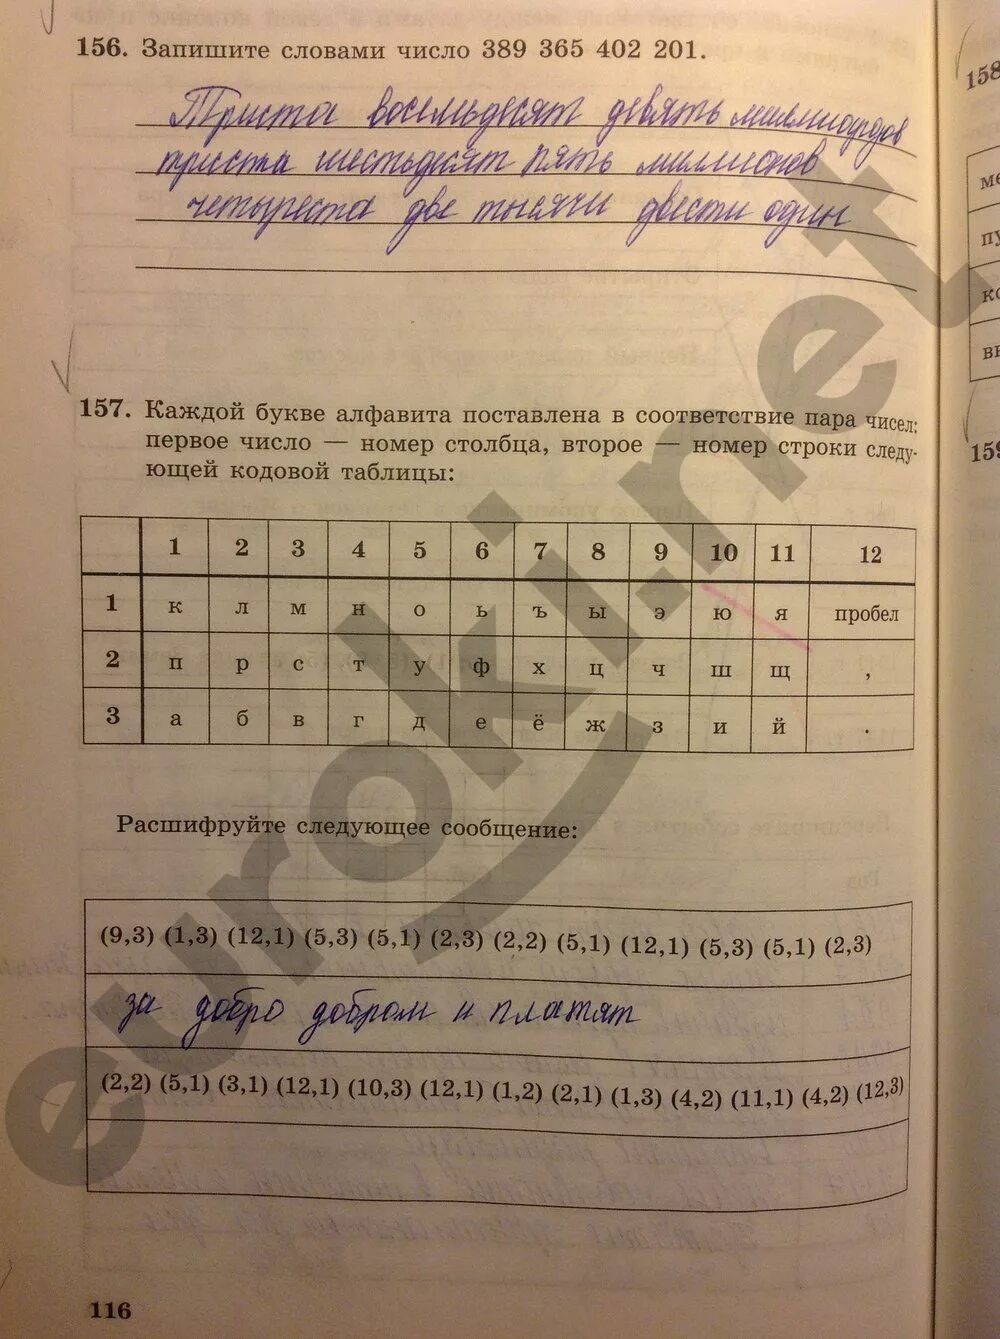 156. Запишите словами число 389 365 402 201.
Триста восемьдесят девять миллиардов
триста шестьдесят пять миллионов
четыреста две тысячи двести один
158
ме
пу
ко
вы
159
157. Каждой букве алфавита поставлена в соответствие пара чисел:
первое число — номер столбца, второе — номер строки следу-
ющей кодовой таблицы:
1 2 3 4 5 6 7 8 9 10 11 12
1 к л м н о ь ъ ы э ю я пробел
2 п р с т у ф х ц ч ш щ ,
3 а б в г д е ё ж з и й .
Расшифруйте следующее сообщение:
(9,3) (1,3) (12,1) (5,3) (5,1) (2,3) (2,2) (5,1) (12,1) (5,3) (5,1) (2,3)
за добро добром и платят
(2,2) (5,1) (3,1) (12,1) (10,3) (12,1) (1,2) (2,1) (1,3) (4,2) (11,1) (4,2) (12,3)
116
euroki.net